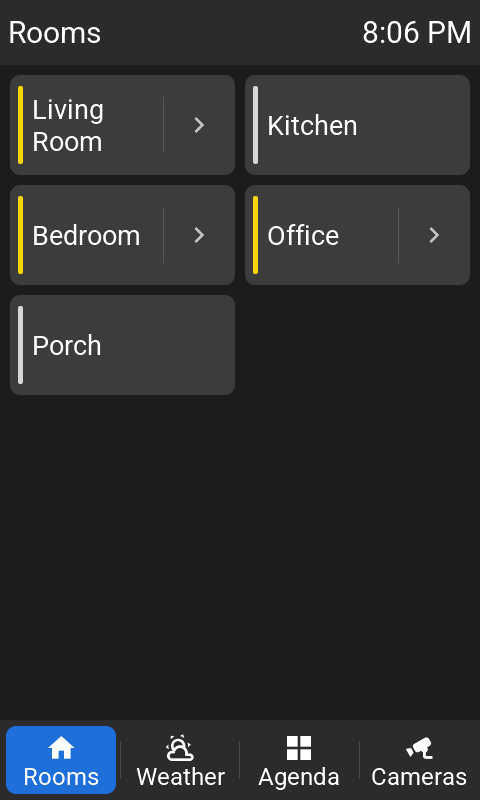 Rooms
8:06 PM
Living
Room
Kitchen
Bedroom
Office
Porch
Rooms
Weather
Agenda
Cameras